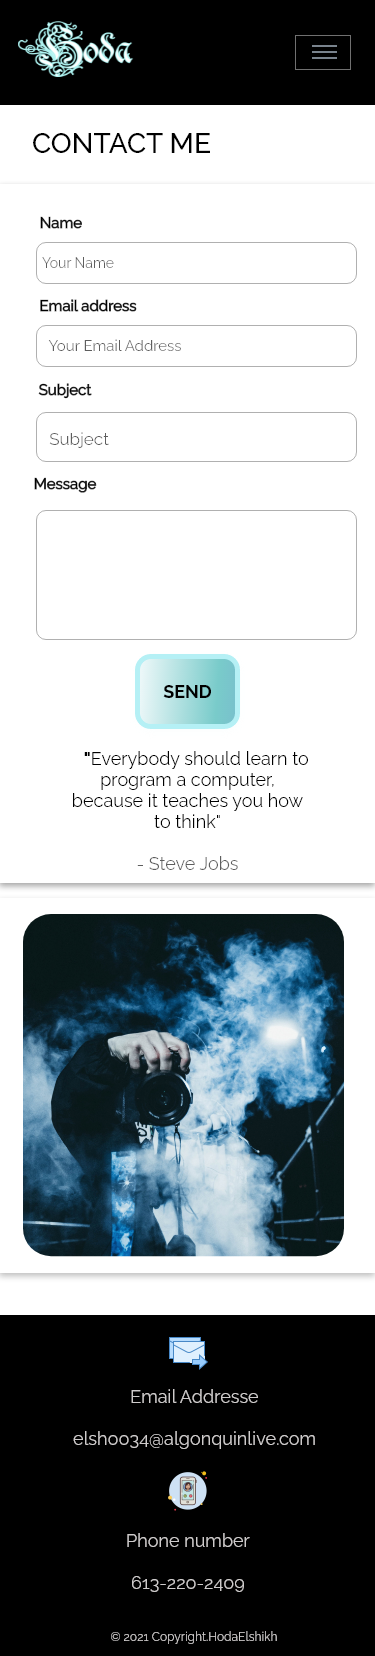 Hoda
CONTACT ME
Name
Your Name
Email address
Your Email Address
Subject
Subject
Message
SEND
"Everybody should learn to
program a computer,
because it teaches you how
to think"
- Steve Jobs
Email Addresse
elsh0034@algonquinlive.com
Phone number
613-220-2409
© 2021 Copyright.HodaElshikh